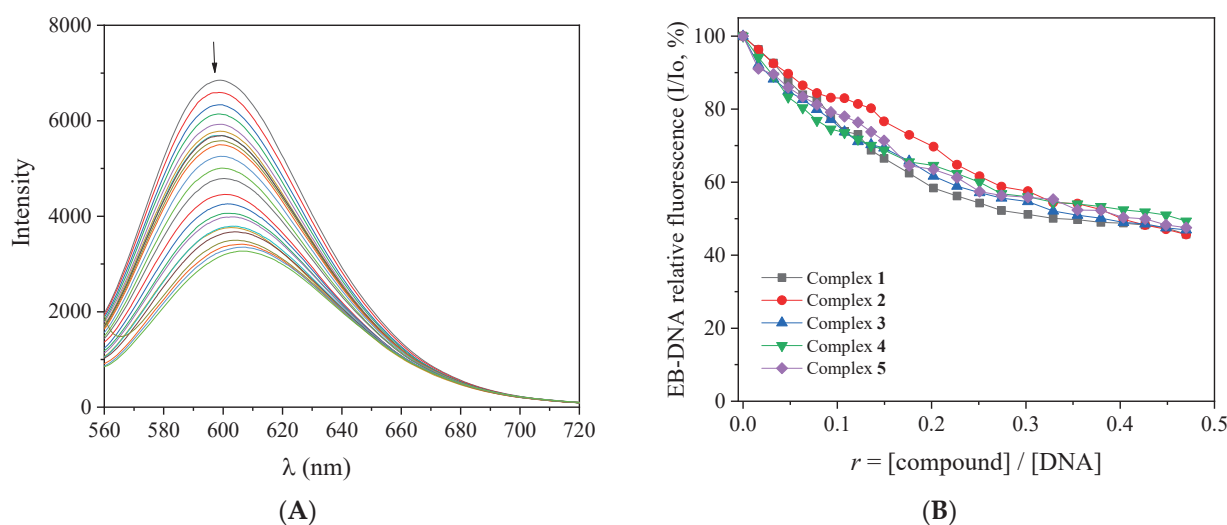 8000
6000
4000
2000
0
Intensity
560 580 600 620 640 660 680 700 720
λ (nm)
(A)
100
80
60
40
20
0
EB-DNA relative fluorescence (I/Io, %)
Complex 1
Complex 2
Complex 3
Complex 4
Complex 5
0.0 0.1 0.2 0.3 0.4 0.5
r = [compound] / [DNA]
(B)